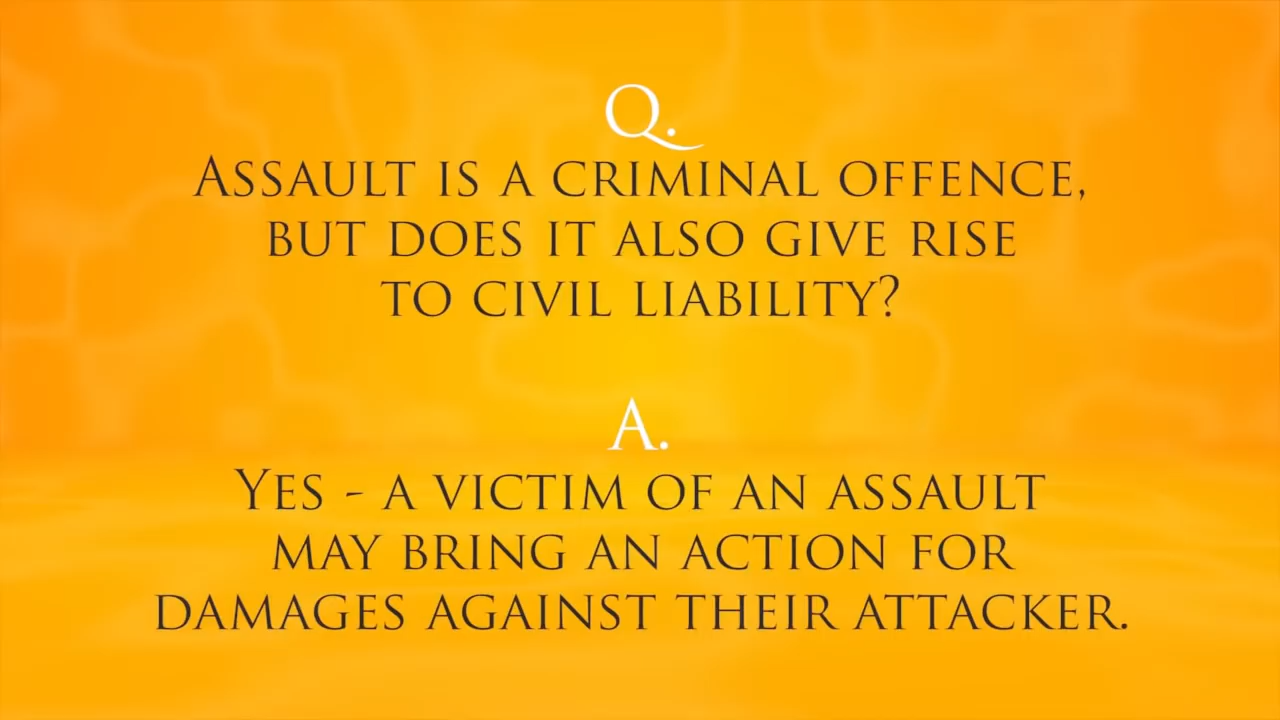 Q.
Assault is a criminal offence,
but does it also give rise
to civil liability?
A.
Yes - a victim of an assault
may bring an action for
damages against their attacker.